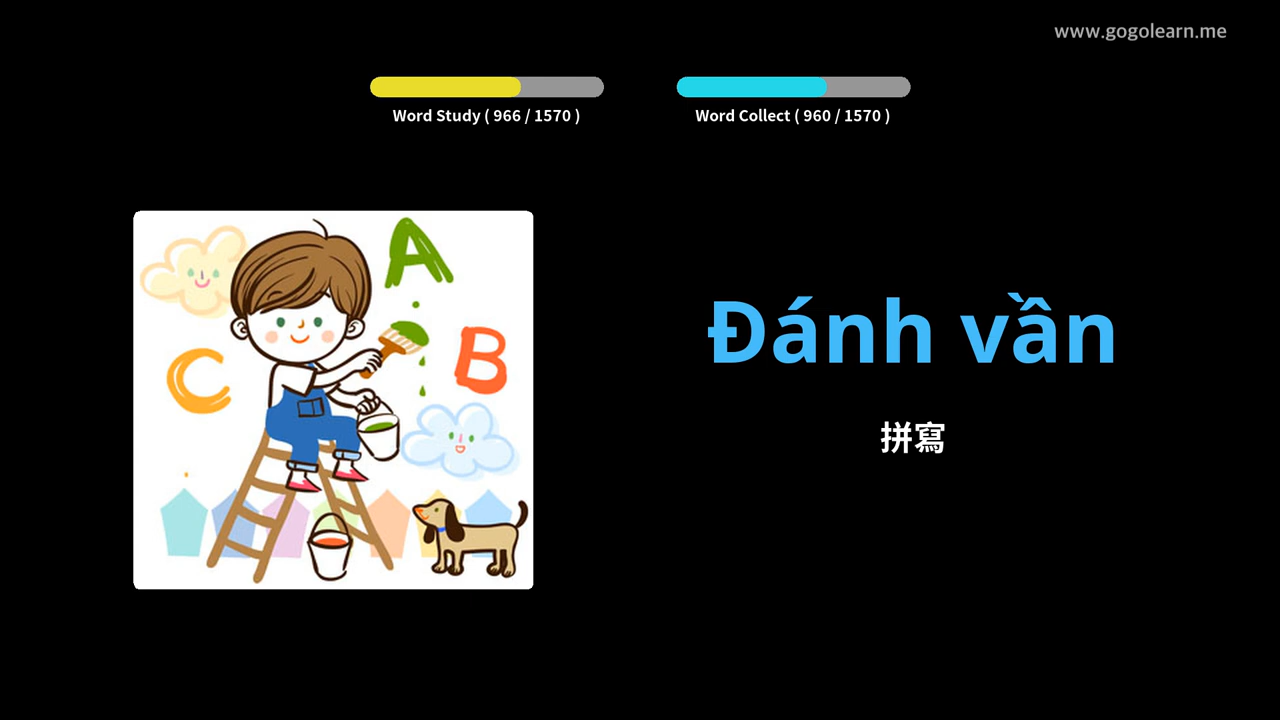 www.gogolearn.me
Word Study ( 966 / 1570 )
Word Collect ( 960 / 1570 )
A
B
C
Đánh vần
拼寫